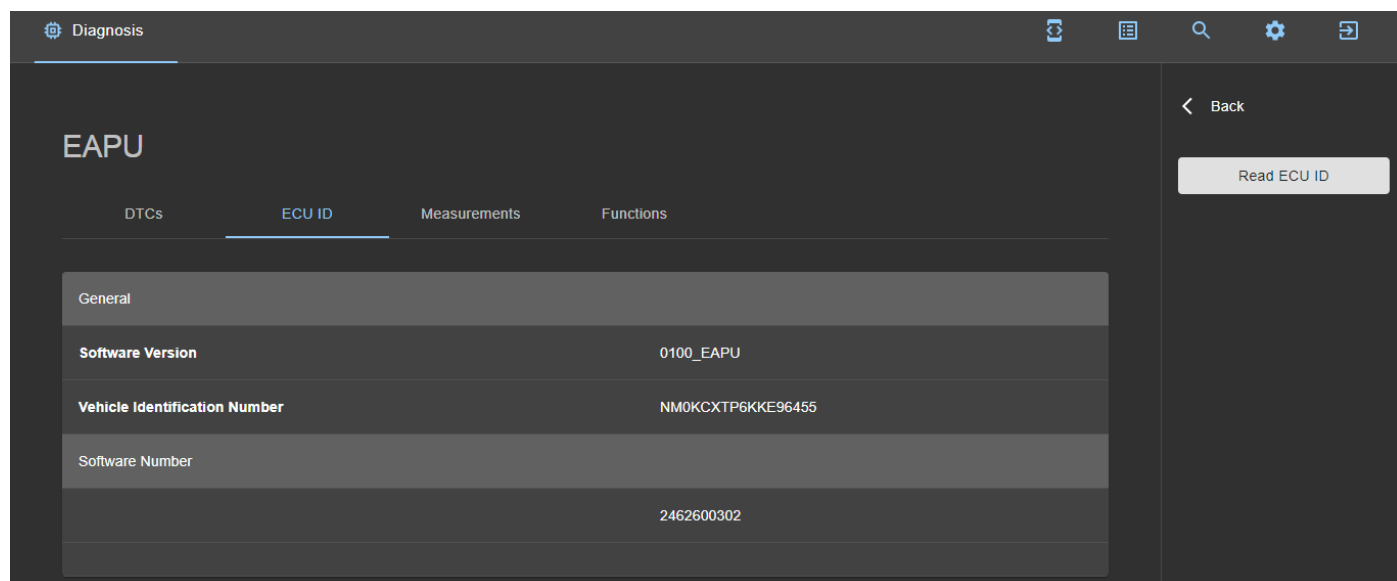 Diagnosis
Back
EAPU
Read ECU ID
DTCs ECU ID Measurements Functions
General
Software Version 0100_EAPU
Vehicle Identification Number NM0KCXTP6KKE96455
Software Number
2462600302